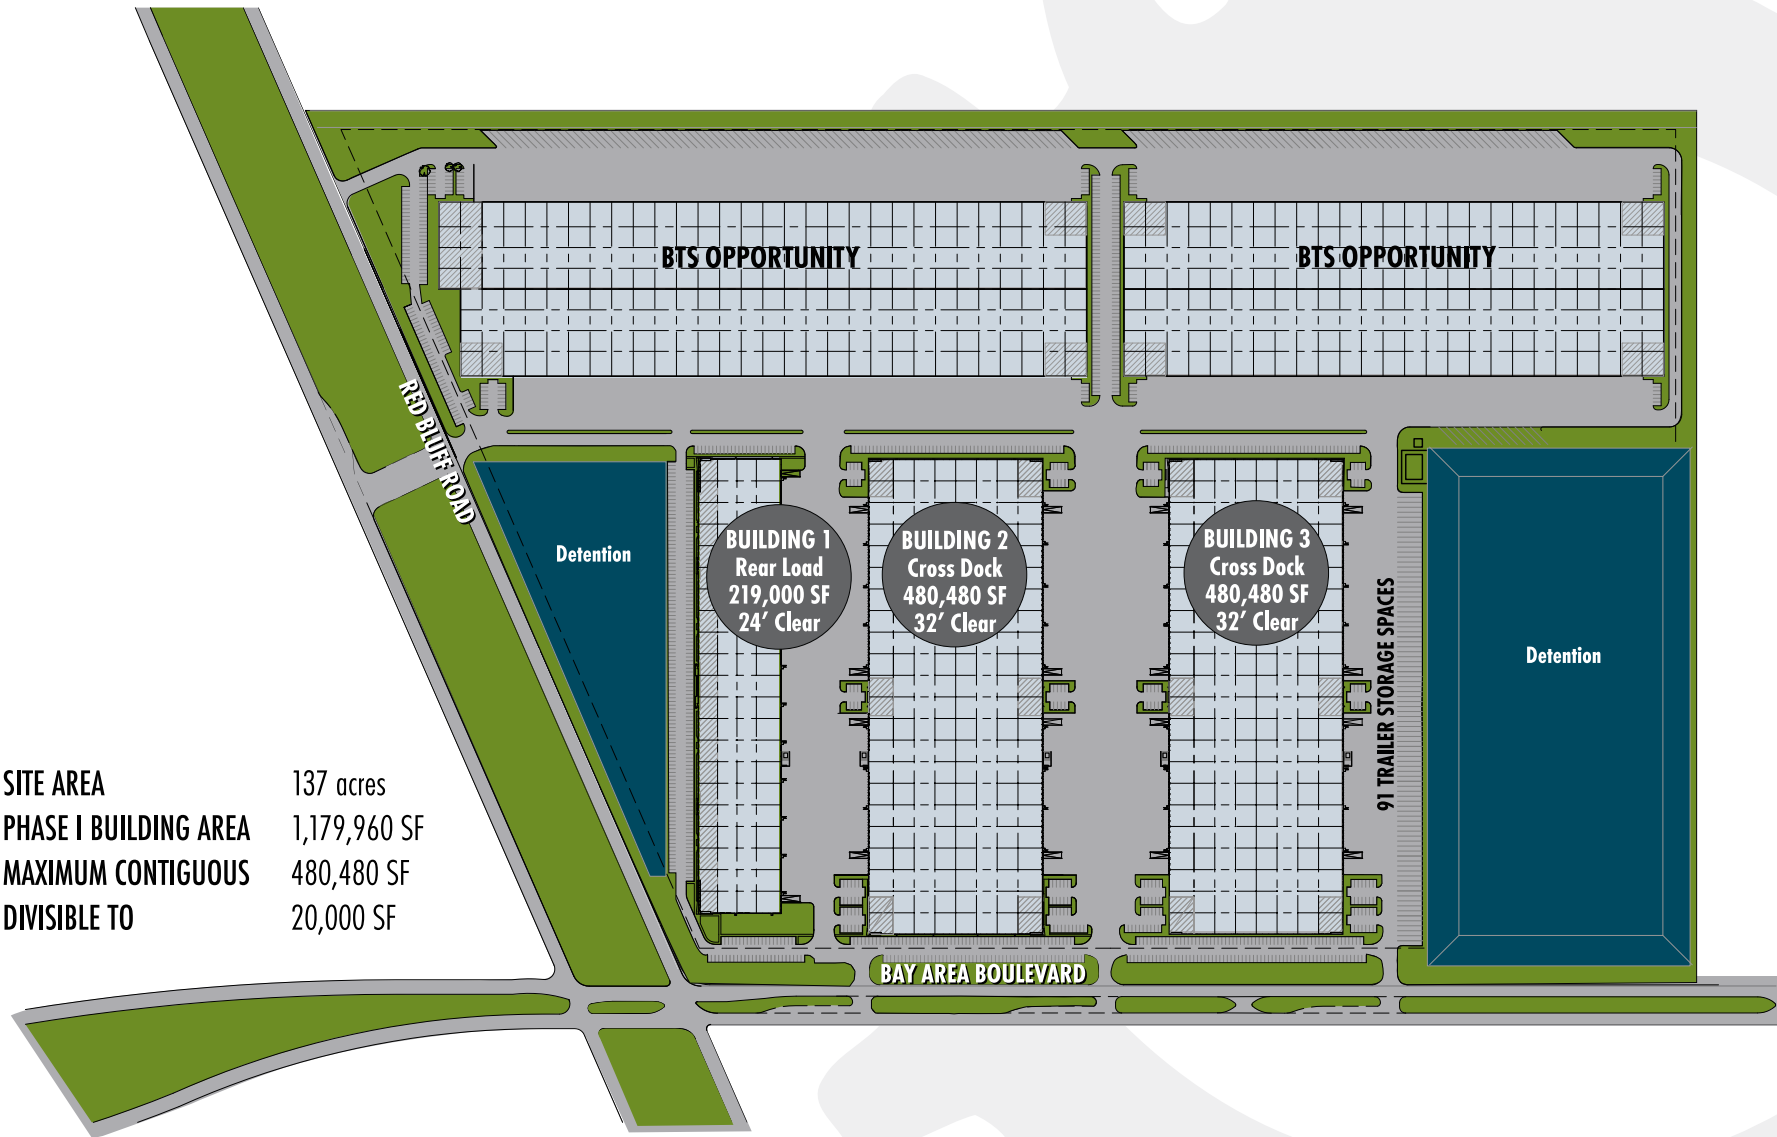 BTS OPPORTUNITY
BTS OPPORTUNITY
RED BLUFF ROAD
Detention
BUILDING 1
Rear Load
219,000 SF
24’ Clear
BUILDING 2
Cross Dock
480,480 SF
32’ Clear
BUILDING 3
Cross Dock
480,480 SF
32’ Clear
91 TRAILER STORAGE SPACES
Detention
SITE AREA 137 acres
PHASE I BUILDING AREA 1,179,960 SF
MAXIMUM CONTIGUOUS 480,480 SF
DIVISIBLE TO 20,000 SF
BAY AREA BOULEVARD